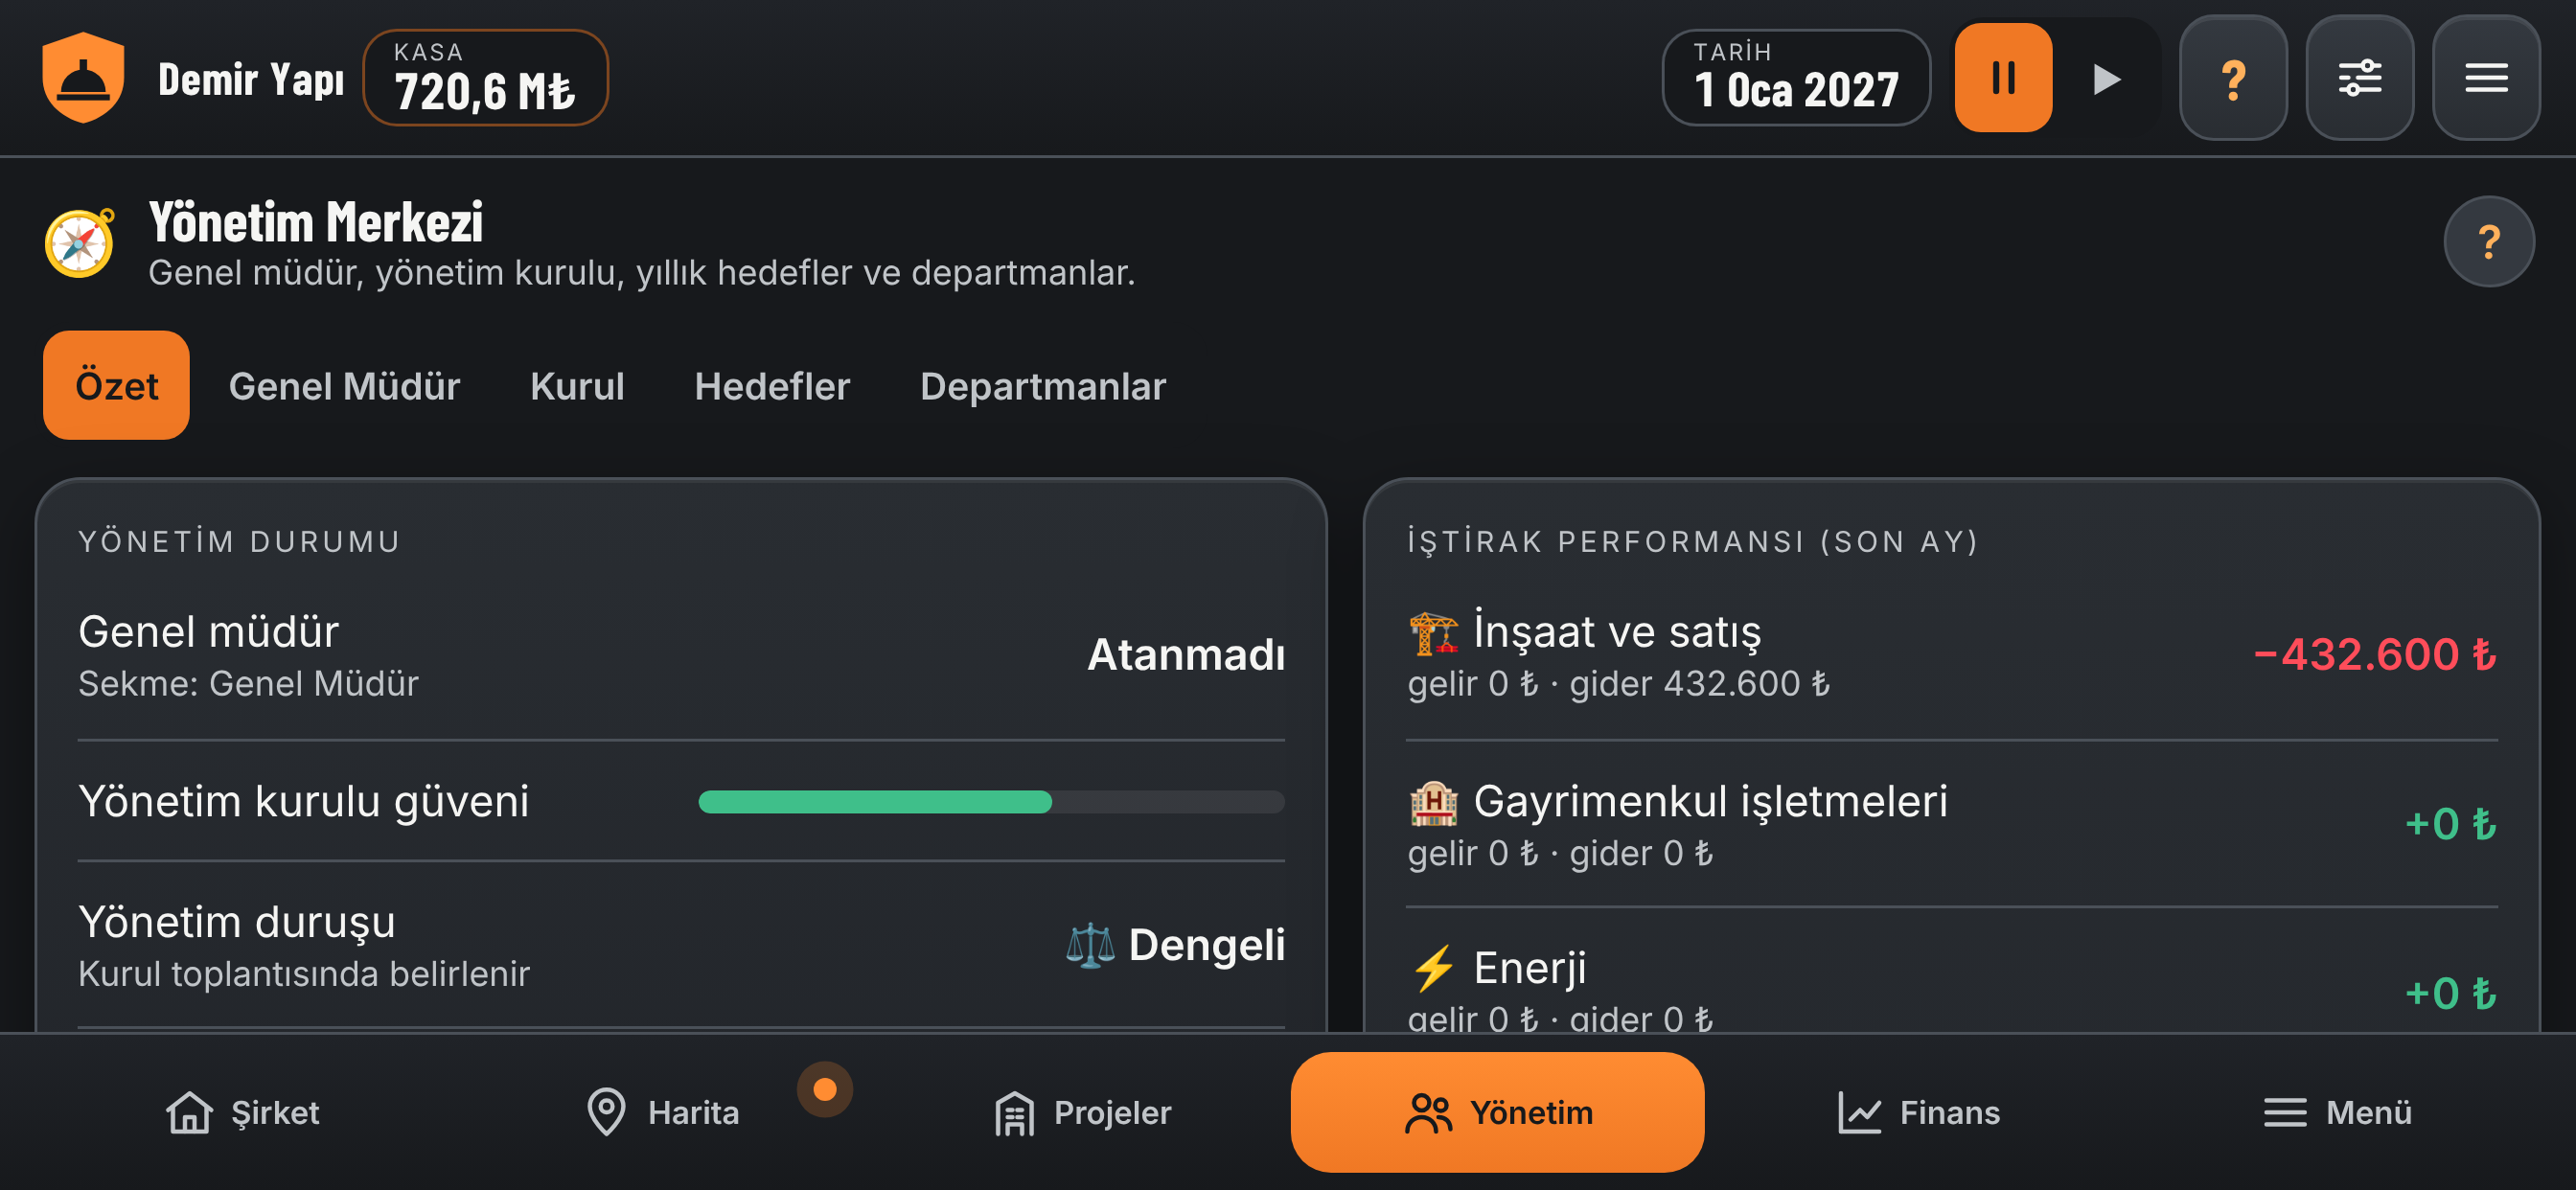 Demir Yapı
KASA
720,6 M₺
TARİH
1 Oca 2027
?
Yönetim Merkezi
Genel müdür, yönetim kurulu, yıllık hedefler ve departmanlar.
?
Özet
Genel Müdür
Kurul
Hedefler
Departmanlar
YÖNETİM DURUMU
Genel müdür
Sekme: Genel Müdür
Atanmadı
Yönetim kurulu güveni
Yönetim duruşu
Kurul toplantısında belirlenir
Dengeli
İŞTİRAK PERFORMANSI (SON AY)
İnşaat ve satış
gelir 0 ₺ · gider 432.600 ₺
−432.600 ₺
H
Gayrimenkul işletmeleri
gelir 0 ₺ · gider 0 ₺
+0 ₺
Enerji
gelir 0 ₺ · gider 0 ₺
+0 ₺
Şirket
Harita
Projeler
Yönetim
Finans
Menü